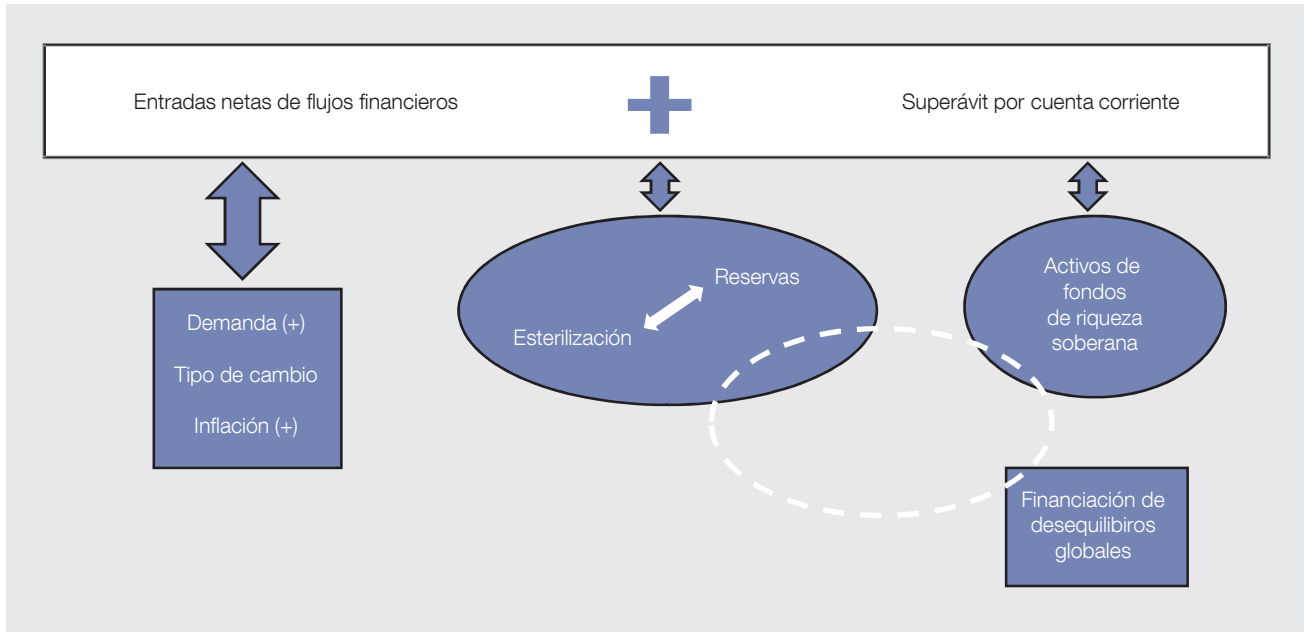 Entradas netas de flujos financieros
Superávit por cuenta corriente
Demanda (+)
Tipo de cambio
Inflación (+)
Reservas
Esterilización
Activos de
fondos
de riqueza
soberana
Financiación de
desequilibiros
globales